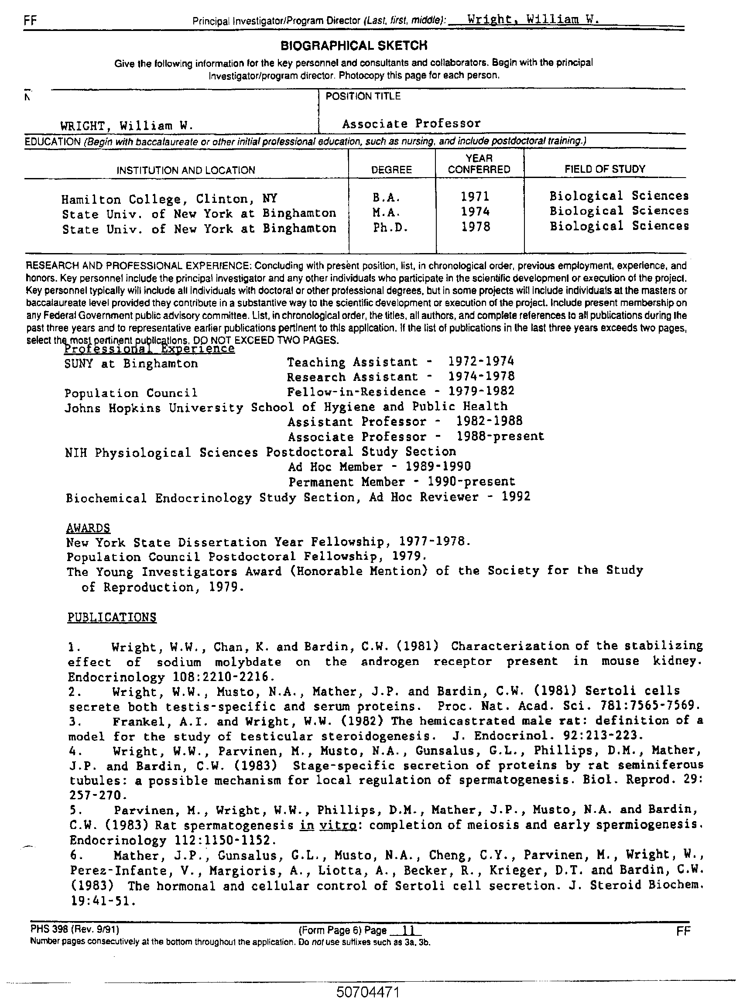 FF
Principal Investigator/Program Director (Last, first, middle): Wright, William W.
BIOGRAPHICAL SKETCH
Give the following information for the key personnel and consultants and collaborators. Begin with the principal
investigator/program director. Photocopy this page for each person.
POSITION TITLE
WRIGHT, William W.
Associate Professor
EDUCATION (Begin with baccalaureate or other initial professional education, such as nursing, and include postdoctoral training.)
INSTITUTION AND LOCATION DEGREE YEAR CONFERRED FIELD OF STUDY
Hamilton College, Clinton, NY B.A. 1971 Biological Sciences
State Univ. of New York at Binghamton M.A. 1974 Biological Sciences
State Univ. of New York at Binghamton Ph.D. 1978 Biological Sciences
RESEARCH AND PROFESSIONAL EXPERIENCE: Concluding with present position, list, in chronological order, previous employment, experience, and
honors. Key personnel include the principal investigator and any other individuals who participate in the scientific development or execution of the project.
Key personnel typically will include all individuals with doctoral or other professional degrees, but in some projects will include individuals at the masters or
baccalaureate level provided they contribute in a substantive way to the scientific development or execution of the project. Include present membership on
any Federal Government public advisory committee. List, in chronological order, the titles, all authors, and complete references to all publications during the
past three years and to representative earlier publications pertinent to this application. If the list of publications in the last three years exceeds two pages,
select the most pertinent publications. DO NOT EXCEED TWO PAGES.
Professional Experience
SUNY at Binghamton Teaching Assistant - 1972-1974
Research Assistant - 1974-1978
Population Council Fellow-in-Residence - 1979-1982
Johns Hopkins University School of Hygiene and Public Health
Assistant Professor - 1982-1988
Associate Professor - 1988-present
NIH Physiological Sciences Postdoctoral Study Section
Ad Hoc Member - 1989-1990
Permanent Member - 1990-present
Biochemical Endocrinology Study Section, Ad Hoc Reviewer - 1992
AWARDS
New York State Dissertation Year Fellowship, 1977-1978.
Population Council Postdoctoral Fellowship, 1979.
The Young Investigators Award (Honorable Mention) of the Society for the Study
of Reproduction, 1979.
PUBLICATIONS
1. Wright, W.W., Chan, K. and Bardin, C.W. (1981) Characterization of the stabilizing
effect of sodium molybdate on the androgen receptor present in mouse kidney.
Endocrinology 108:2210-2216.
2. Wright, W.W., Musto, N.A., Mather, J.P. and Bardin, C.W. (1981) Sertoli cells
secrete both testis-specific and serum proteins. Proc. Nat. Acad. Sci. 781:7565-7569.
3. Frankel, A.I. and Wright, W.W. (1982) The hemicastrated male rat: definition of a
model for the study of testicular steroidogenesis. J. Endocrinol. 92:213-223.
4. Wright, W.W., Parvinen, M., Musto, N.A., Gunsalus, G.L., Phillips, D.M., Mather,
J.P. and Bardin, C.W. (1983) Stage-specific secretion of proteins by rat seminiferous
tubules: a possible mechanism for local regulation of spermatogenesis. Biol. Reprod. 29:
257-270.
5. Parvinen, M., Wright, W.W., Phillips, D.M., Mather, J.P., Musto, N.A. and Bardin,
C.W. (1983) Rat spermatogenesis in vitro: completion of meiosis and early spermiogenesis.
Endocrinology 112:1150-1152.
6. Mather, J.P., Gunsalus, G.L., Musto, N.A., Cheng, C.Y., Parvinen, M., Wright, W.,
Perez-Infante, V., Margioris, A., Liotta, A., Becker, R., Krieger, D.T. and Bardin, C.W.
(1983) The hormonal and cellular control of Sertoli cell secretion. J. Steroid Biochem.
19:41-51.
PHS 398 (Rev. 9/91) (Form Page 6) Page 11 FF
Number pages consecutively at the bottom throughout the application. Do not use suffixes such as 3a, 3b.
50704471